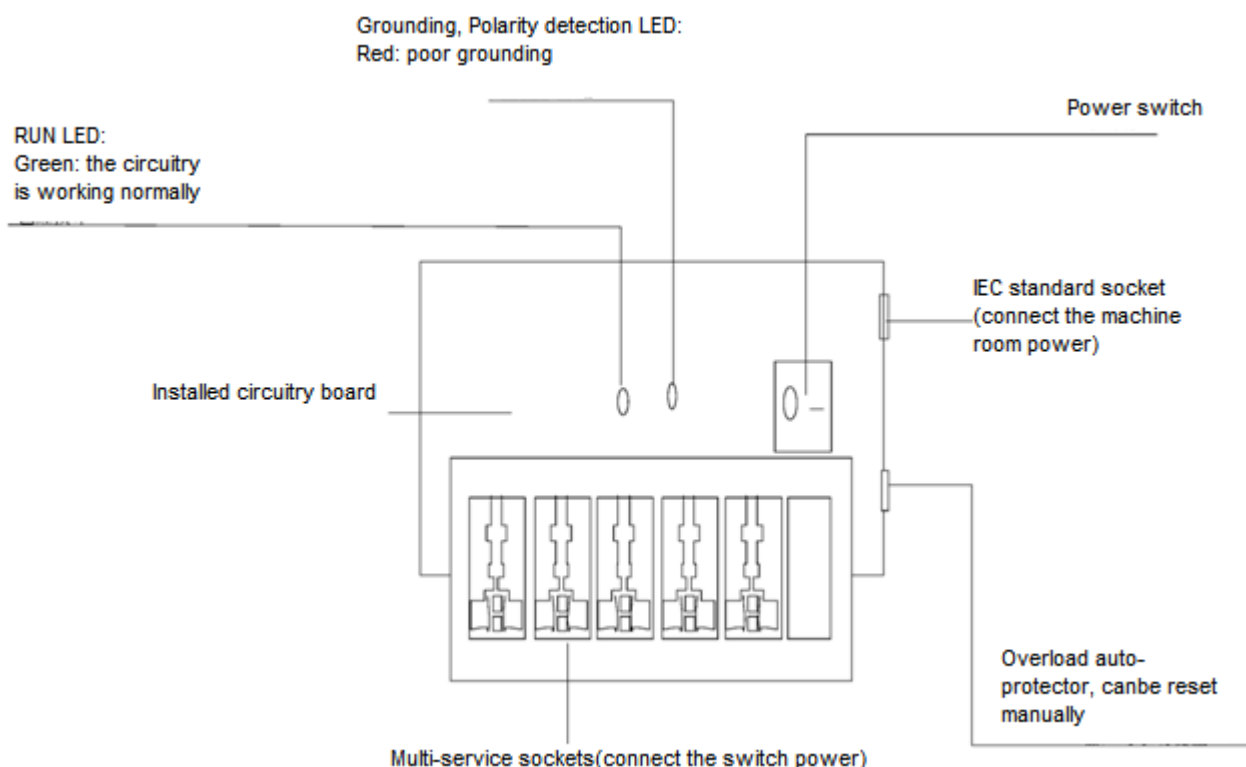 Grounding, Polarity detection LED:
Red: poor grounding
Power switch
RUN LED:
Green: the circuitry
is working normally
IEC standard socket
(connect the machine
room power)
Installed circuitry board
Overload auto-
protector, canbe reset
manually
Multi-service sockets(connect the switch power)